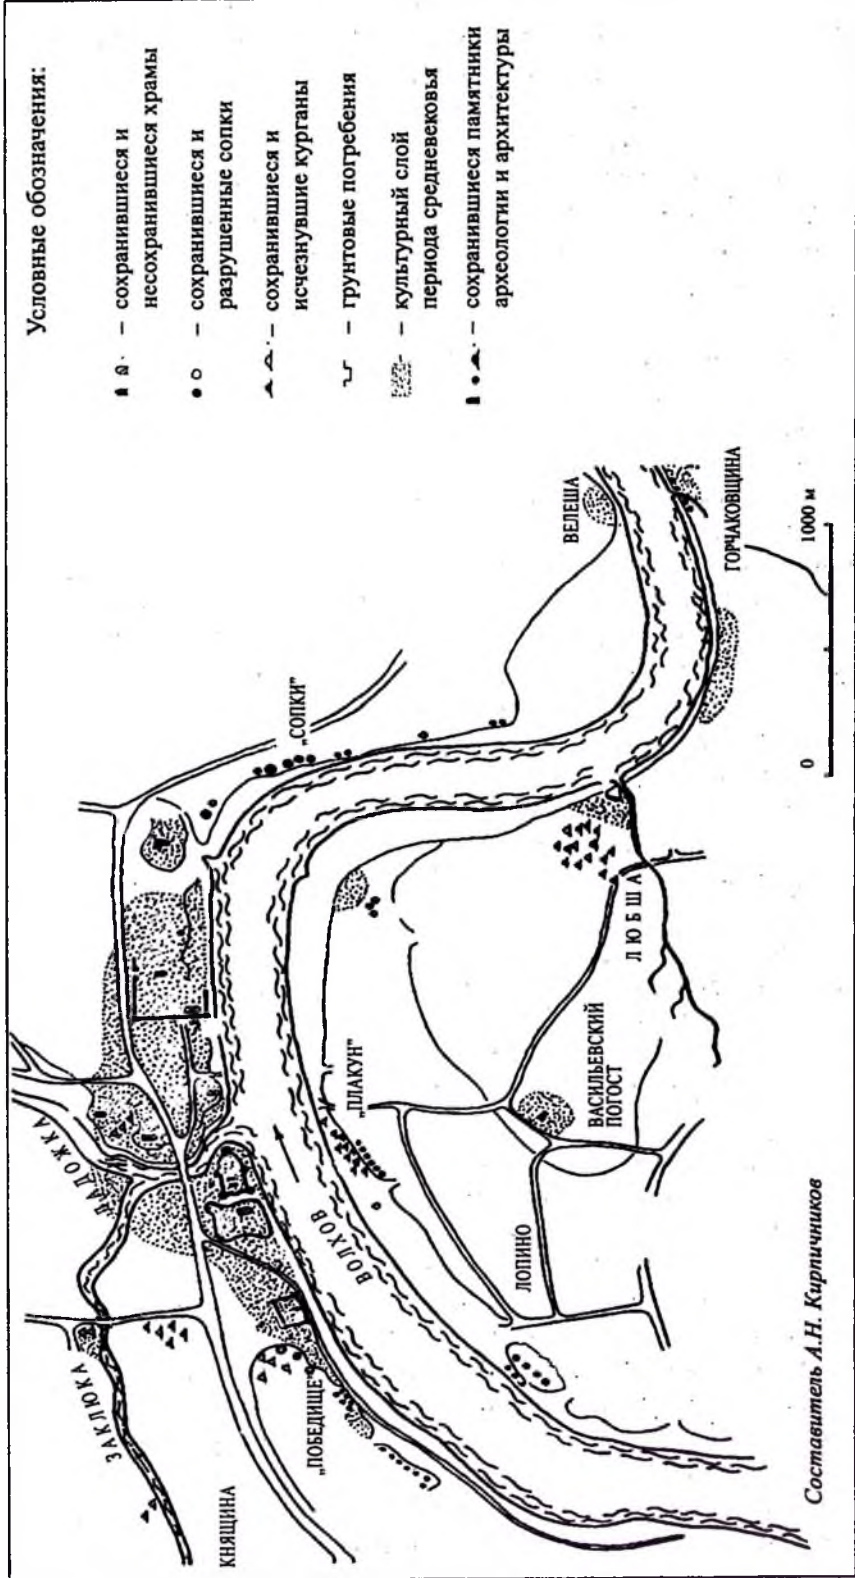 Условные обозначения:
– сохранившиеся и
несохранившиеся храмы
– сохранившиеся и
разрушенные сопки
– сохранившиеся и
исчезнувшие курганы
– грунтовые погребения
– культурный слой
периода средневековья
– сохранившиеся памятники
археологии и архитектуры
ЗАКЛЮКА
ЛАДОЖКА
КНЯЩИНА
„ПОБЕДИЩЕ"
ВОЛХОВ
„СОПКИ"
ВЕЛЕША
„ПЛАКУН"
ЛОПИНО
ВАСИЛЬЕВСКИЙ
ПОГОСТ
ЛЮБША
ГОРЧАКОВЩИНА
0
1000 м
Составитель А.Н. Кирпичников